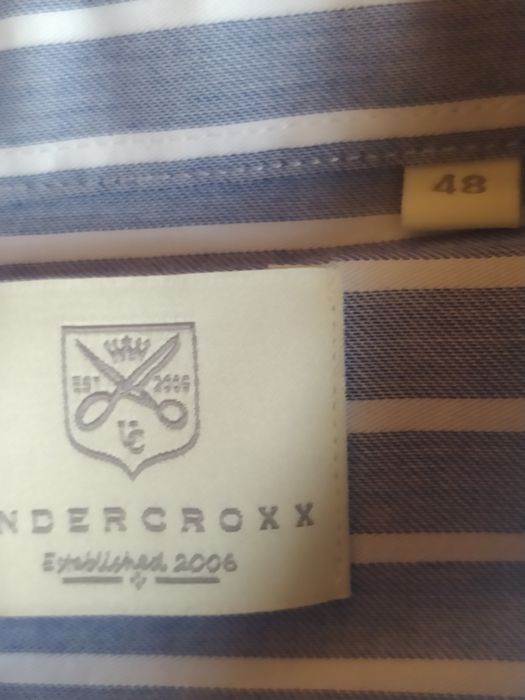 48
EST 2006
UC
NDERCROXX
Established 2006